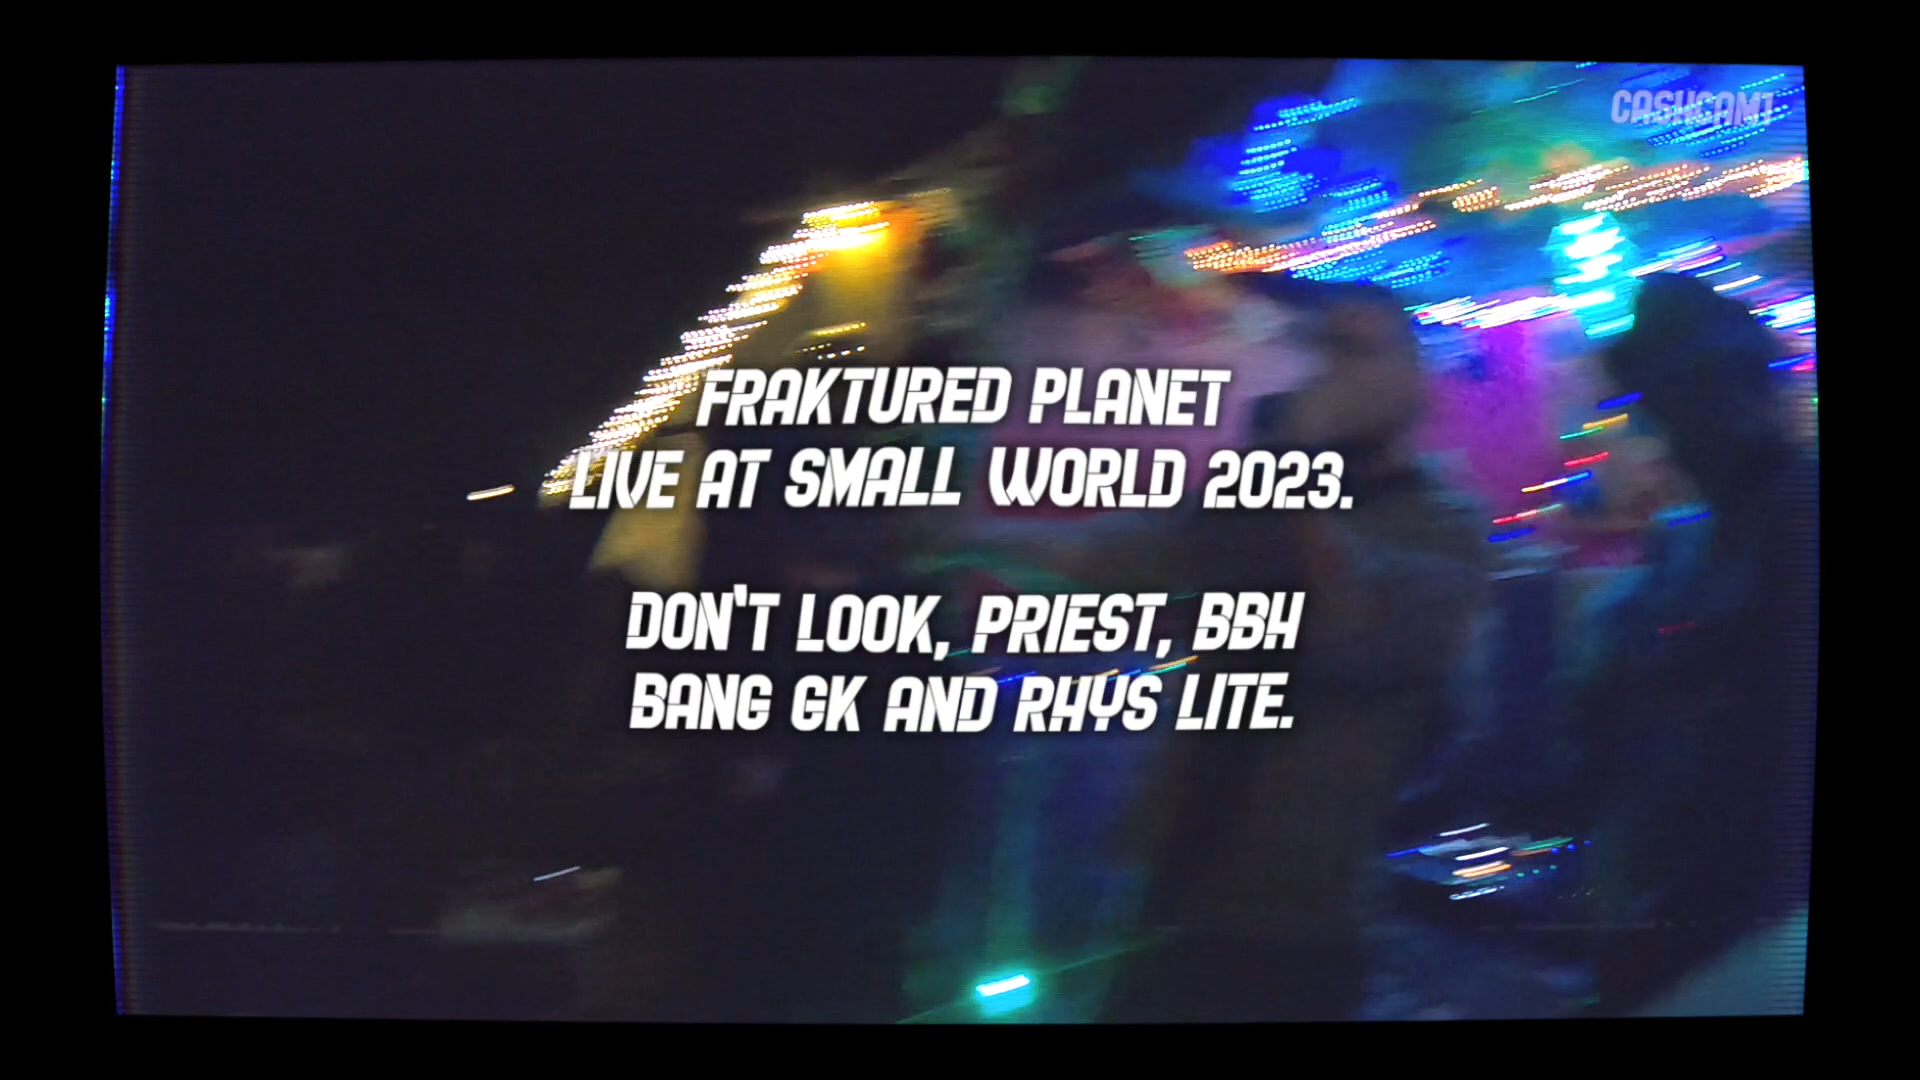 CASHCAM1
FRAKTURED PLANET
LIVE AT SMALL WORLD 2023.
DON'T LOOK, PRIEST, BBH
BANG GK AND RHYS LITE.